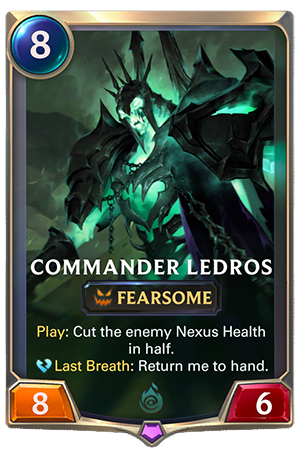 8
COMMANDER LEDROS
FEARSOME
Play: Cut the enemy Nexus Health
in half.
Last Breath: Return me to hand.
8 6